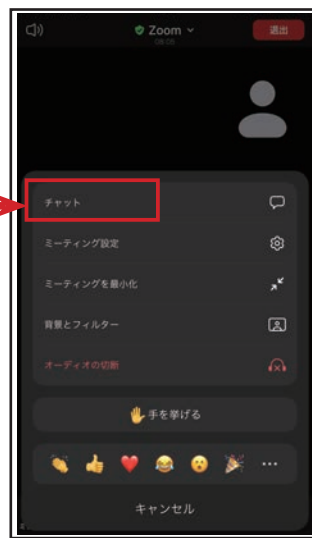 Zoom
退出
チャット
ミーティング設定
ミーティングを最小化
背景とフィルター
オーディオの切断
手を挙げる
キャンセル